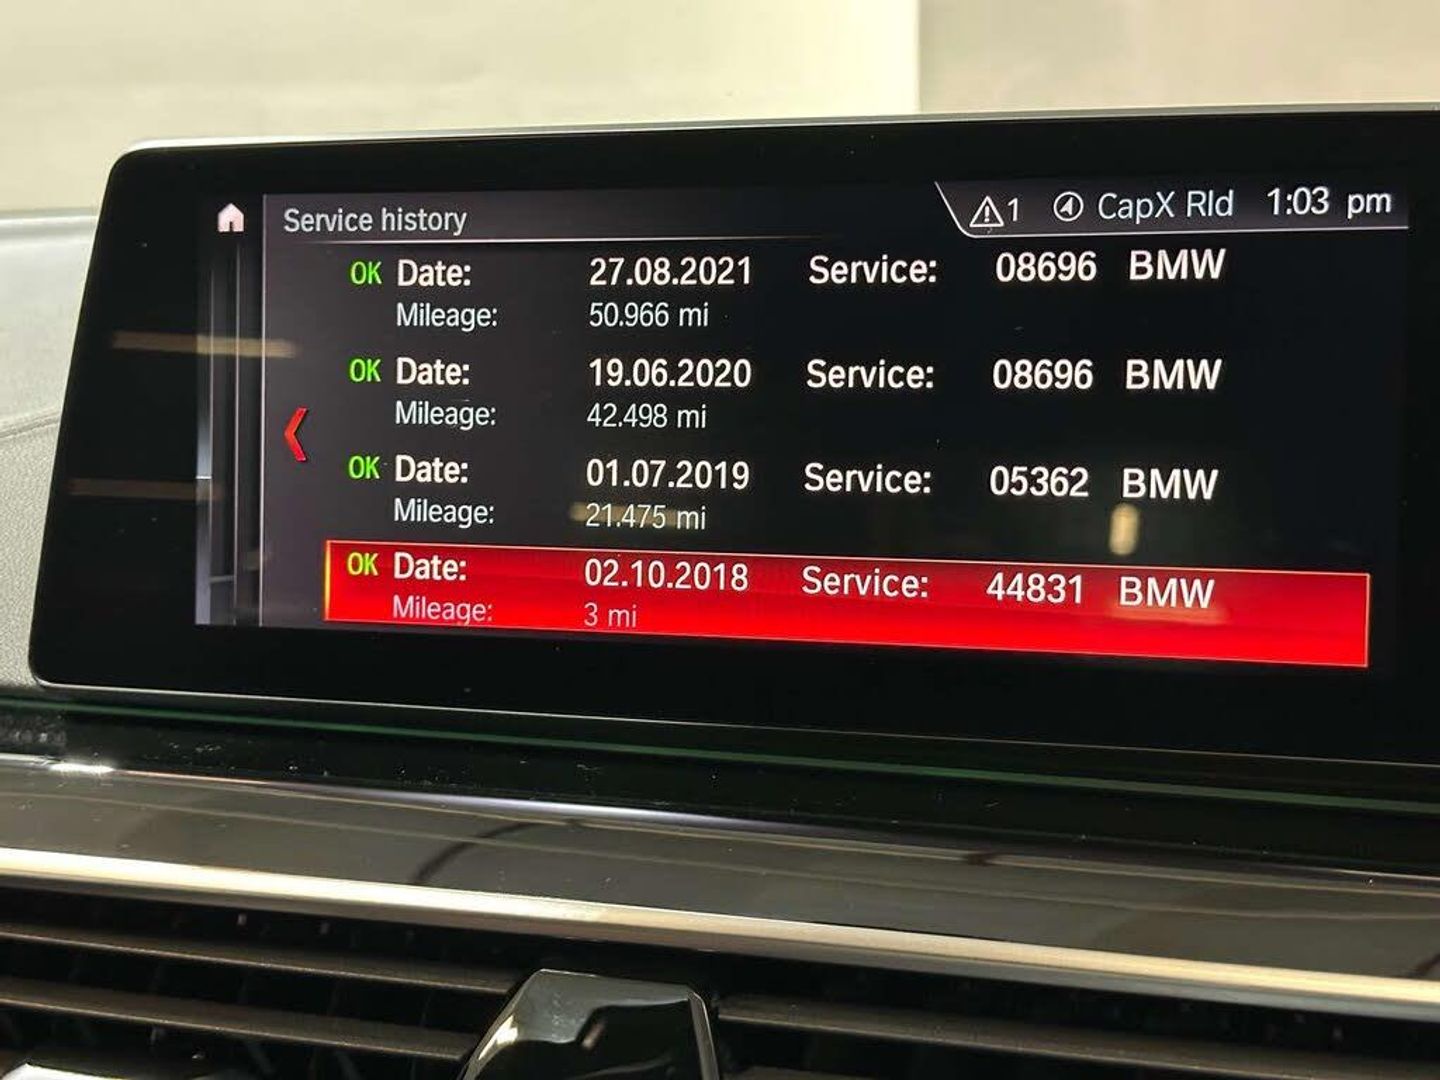 Service history
1 CapX Rld 1:03 pm
OK Date: 27.08.2021 Service: 08696 BMW
Mileage: 50.966 mi
OK Date: 19.06.2020 Service: 08696 BMW
Mileage: 42.498 mi
OK Date: 01.07.2019 Service: 05362 BMW
Mileage: 21.475 mi
OK Date: 02.10.2018 Service: 44831 BMW
Mileage: 3 mi